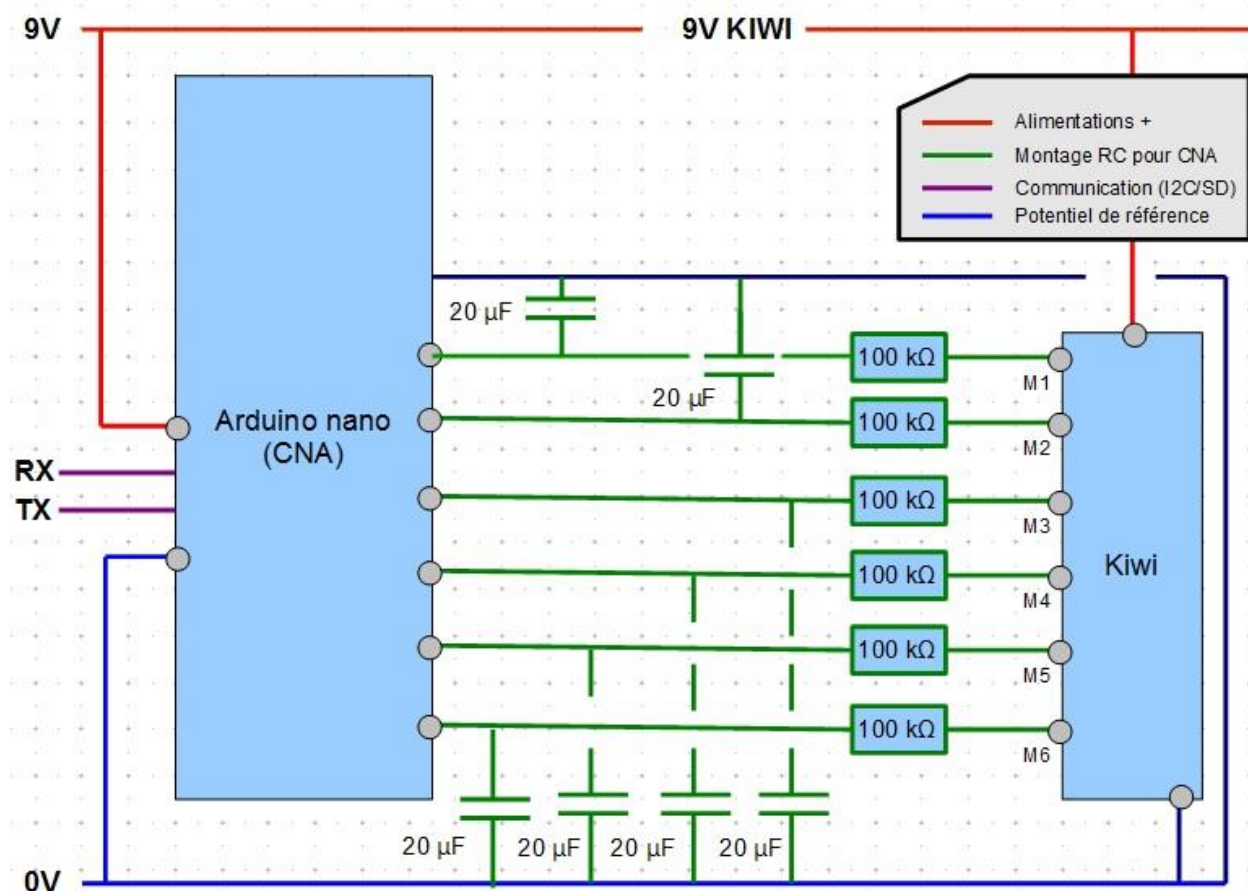 9V
9V KIWI
Alimentations +
Montage RC pour CNA
Communication (I2C/SD)
Potentiel de référence
20 µF
100 kΩ
M1
20 µF
Arduino nano
(CNA)
100 kΩ
M2
RX
TX
100 kΩ
M3
100 kΩ
M4
Kiwi
100 kΩ
M5
100 kΩ
M6
20 µF
20 µF
20 µF
20 µF
0V